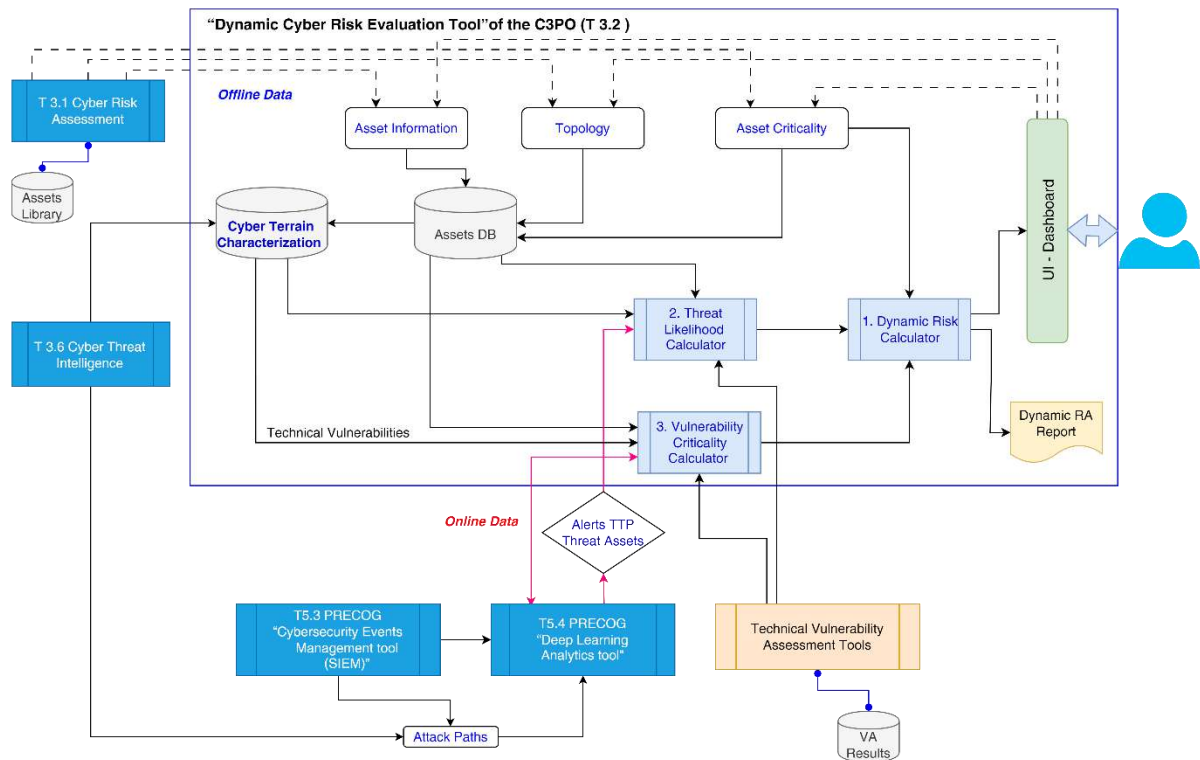 “Dynamic Cyber Risk Evaluation Tool”of the C3PO (T 3.2 )
Offline Data
T 3.1 Cyber Risk
Assessment
Assets
Library
Asset Information
Topology
Asset Criticality
Cyber Terrain
Characterization
Assets DB
UI - Dashboard
2. Threat
Likelihood
Calculator
1. Dynamic Risk
Calculator
T 3.6 Cyber Threat
Intelligence
Dynamic RA
Report
Technical Vulnerabilities
3. Vulnerability
Criticality
Calculator
Online Data
Alerts TTP
Threat Assets
T5.3 PRECOG
“Cybersecurity Events
Management tool
(SIEM)”
T5.4 PRECOG
“Deep Learning
Analytics tool”
Technical Vulnerability
Assessment Tools
Attack Paths
VA
Results